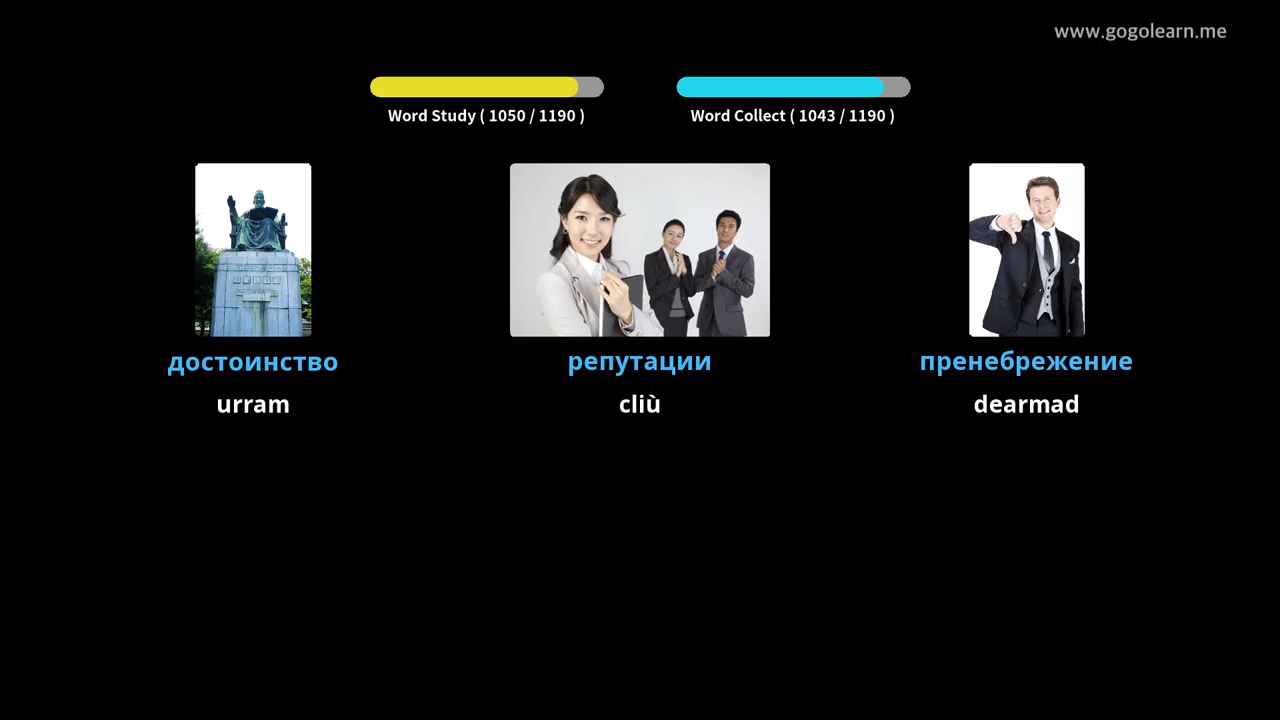 www.gogolearn.me
Word Study ( 1050 / 1190 )
Word Collect ( 1043 / 1190 )
достоинство
репутации
пренебрежение
urram
cliù
dearmad